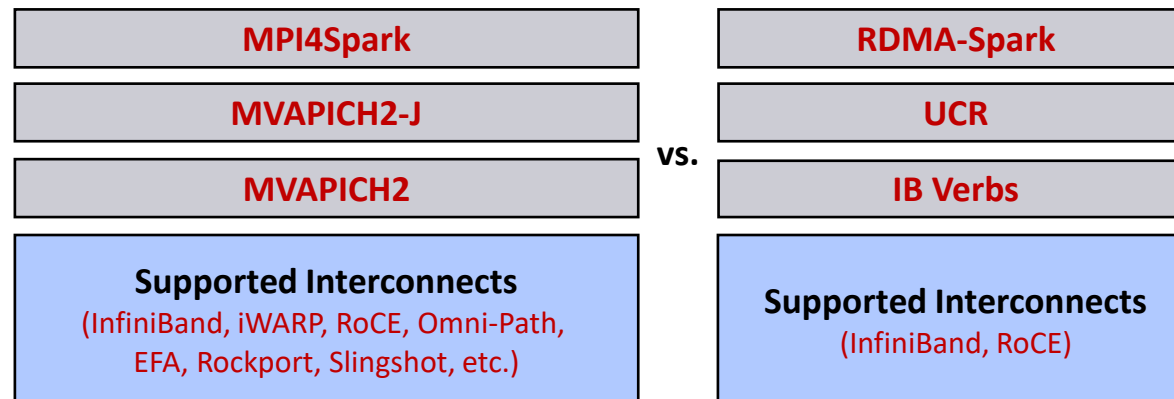 MPI4Spark
MVAPICH2-J
MVAPICH2
Supported Interconnects
(InfiniBand, iWARP, RoCE, Omni-Path,
EFA, Rockport, Slingshot, etc.)
vs.
RDMA-Spark
UCR
IB Verbs
Supported Interconnects
(InfiniBand, RoCE)